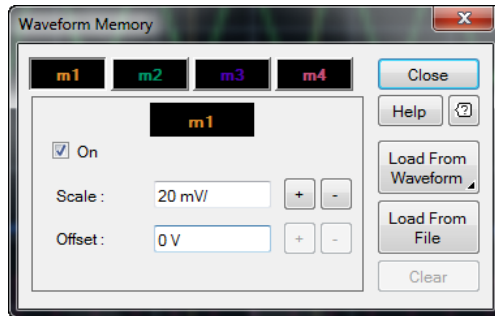 Waveform Memory
x
m1 m2 m3 m4
m1
On
Scale : 20 mV/ + -
Offset : 0 V + -
Close
Help ?
Load From
Waveform
Load From
File
Clear